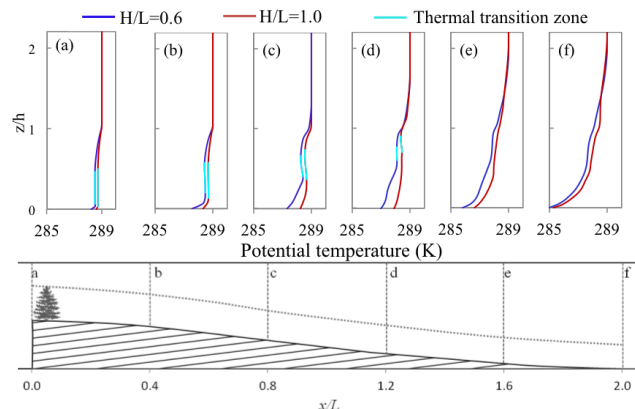 H/L=0.6 H/L=1.0 Thermal transition zone
(a) (b) (c) (d) (e) (f)
2
z/h
1
0
285 289 285 289 285 289 285 289 285 289 285 289
Potential temperature (K)
a b c d e f
0.0 0.4 0.8 1.2 1.6 2.0
x/L